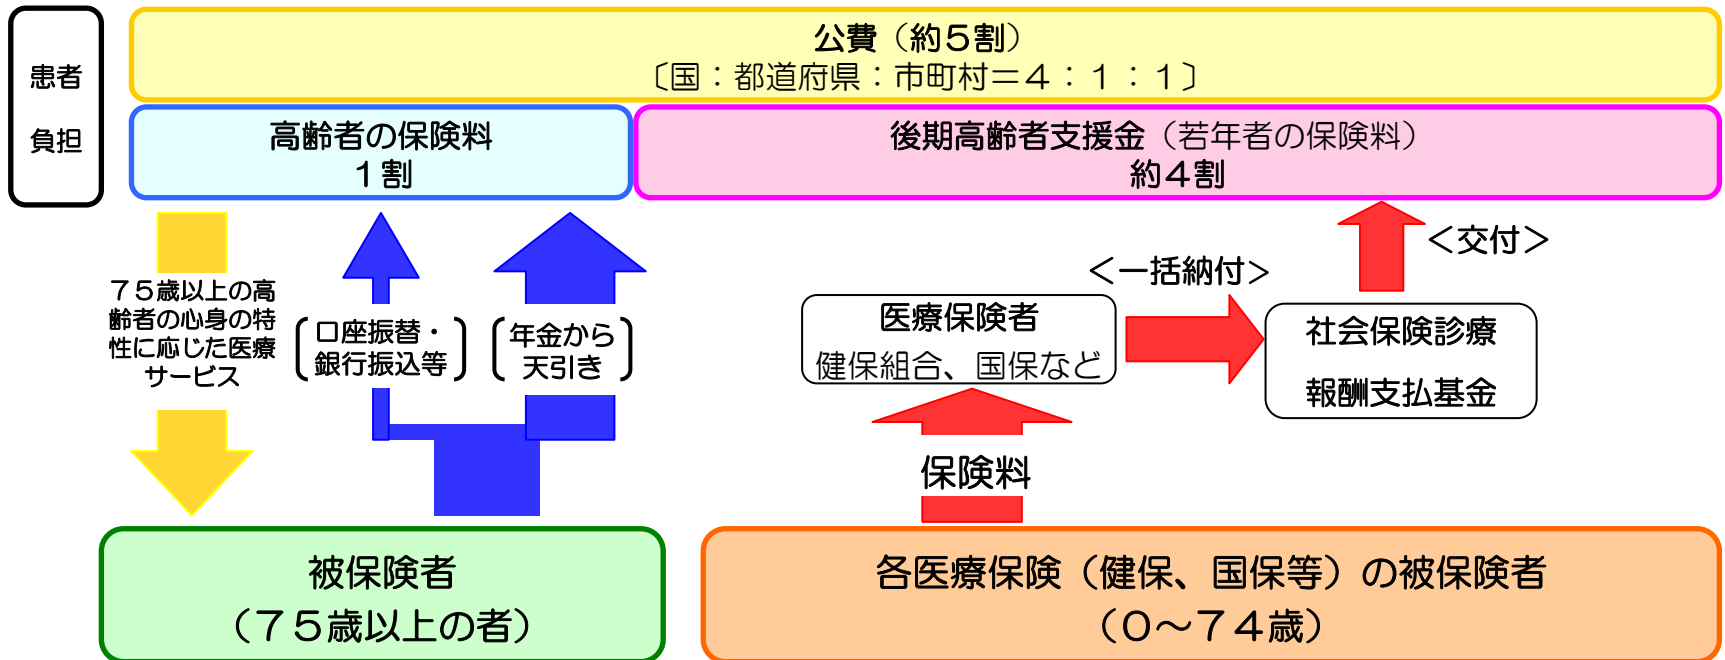 患者
負担
公費（約５割）
〔国：都道府県：市町村＝４：１：１〕
高齢者の保険料
１割
後期高齢者支援金（若年者の保険料）
約４割
７５歳以上の高
齢者の心身の特
性に応じた医療
サービス
口座振替・
銀行振込等
年金から
天引き
医療保険者
健保組合、国保など
＜一括納付＞
社会保険診療
報酬支払基金
＜交付＞
保険料
被保険者
（７５歳以上の者）
各医療保険（健保、国保等）の被保険者
（０～７４歳）